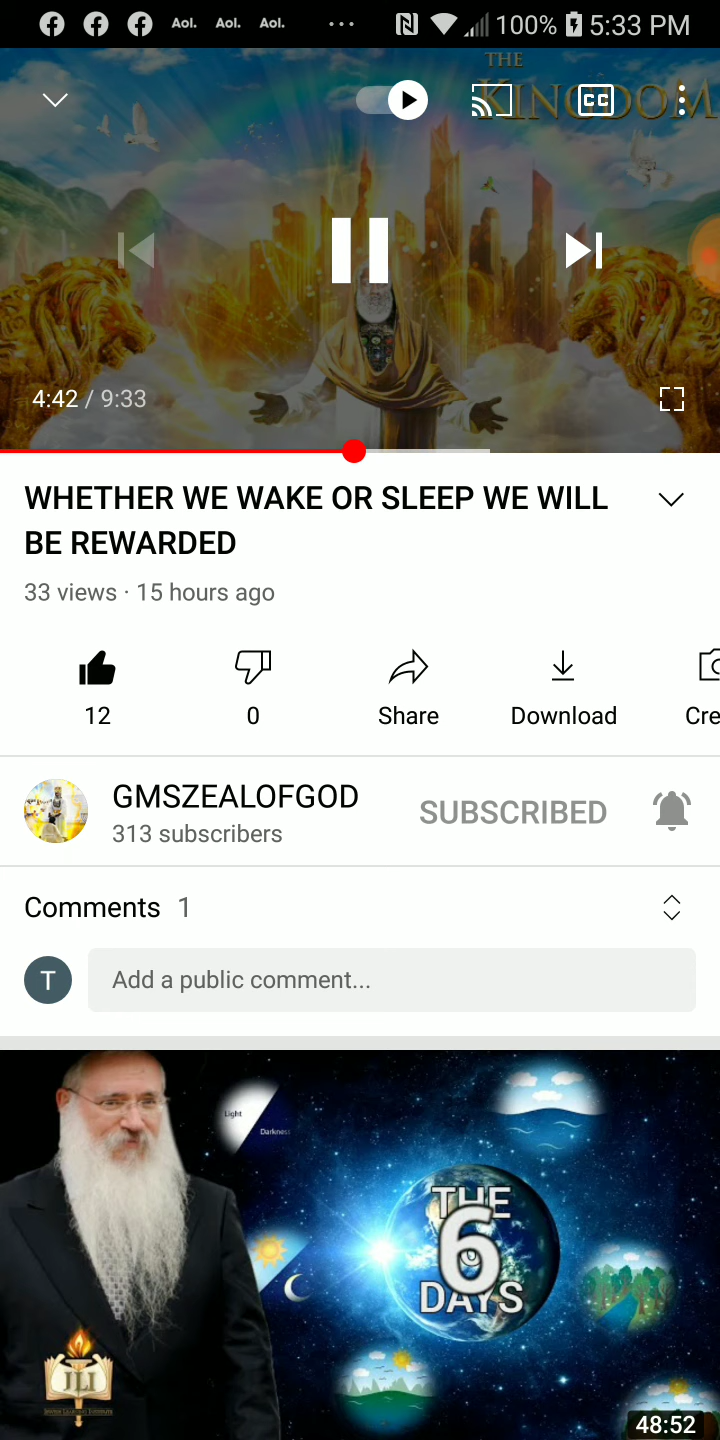 Aol. Aol. Aol. 100% 5:33 PM
THE
KINGDOM
CC
4:42 / 9:33
WHETHER WE WAKE OR SLEEP WE WILL
BE REWARDED
33 views · 15 hours ago
12 0 Share Download Cre
GMSZEALOFGOD
313 subscribers
SUBSCRIBED
Comments 1
T
Add a public comment...
Light
Darkness
THE
6
DAYS
JLI
48:52